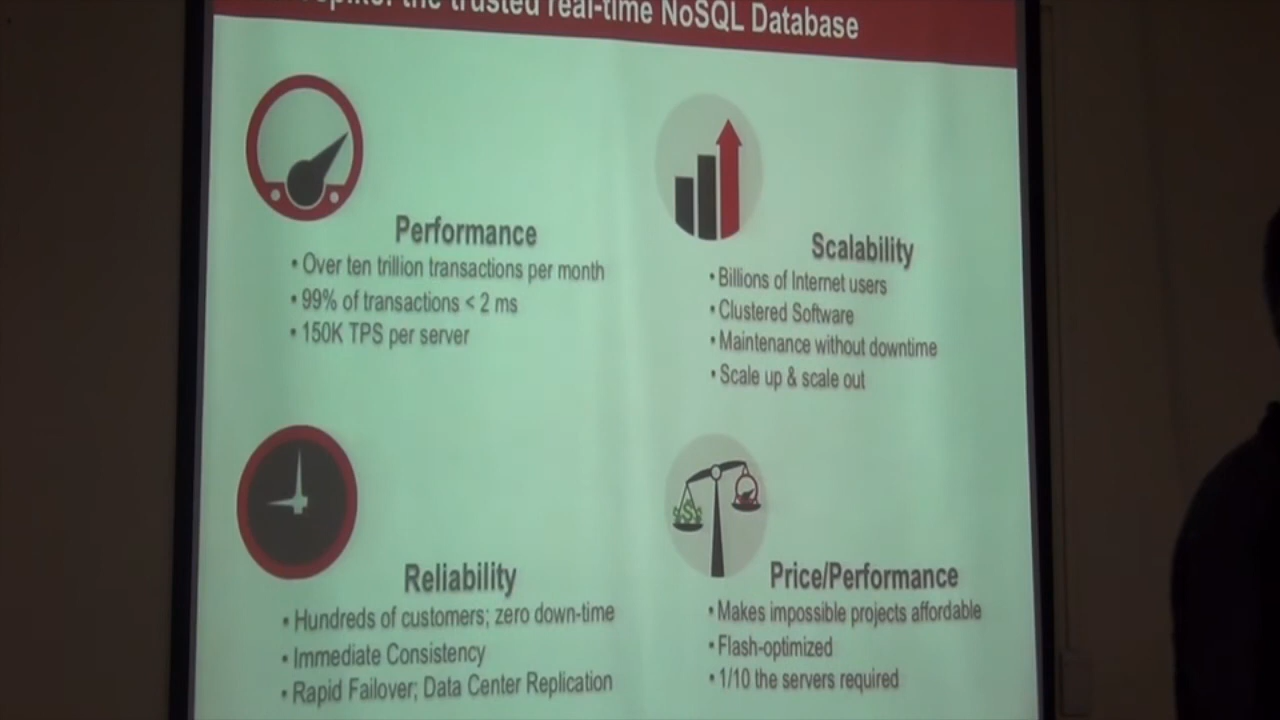 the trusted real-time NoSQL Database
Performance
• Over ten trillion transactions per month
• 99% of transactions < 2 ms
• 150K TPS per server
Scalability
• Billions of Internet users
• Clustered Software
• Maintenance without downtime
• Scale up & scale out
Reliability
• Hundreds of customers; zero down-time
• Immediate Consistency
• Rapid Failover; Data Center Replication
Price/Performance
• Makes impossible projects affordable
• Flash-optimized
• 1/10 the servers required